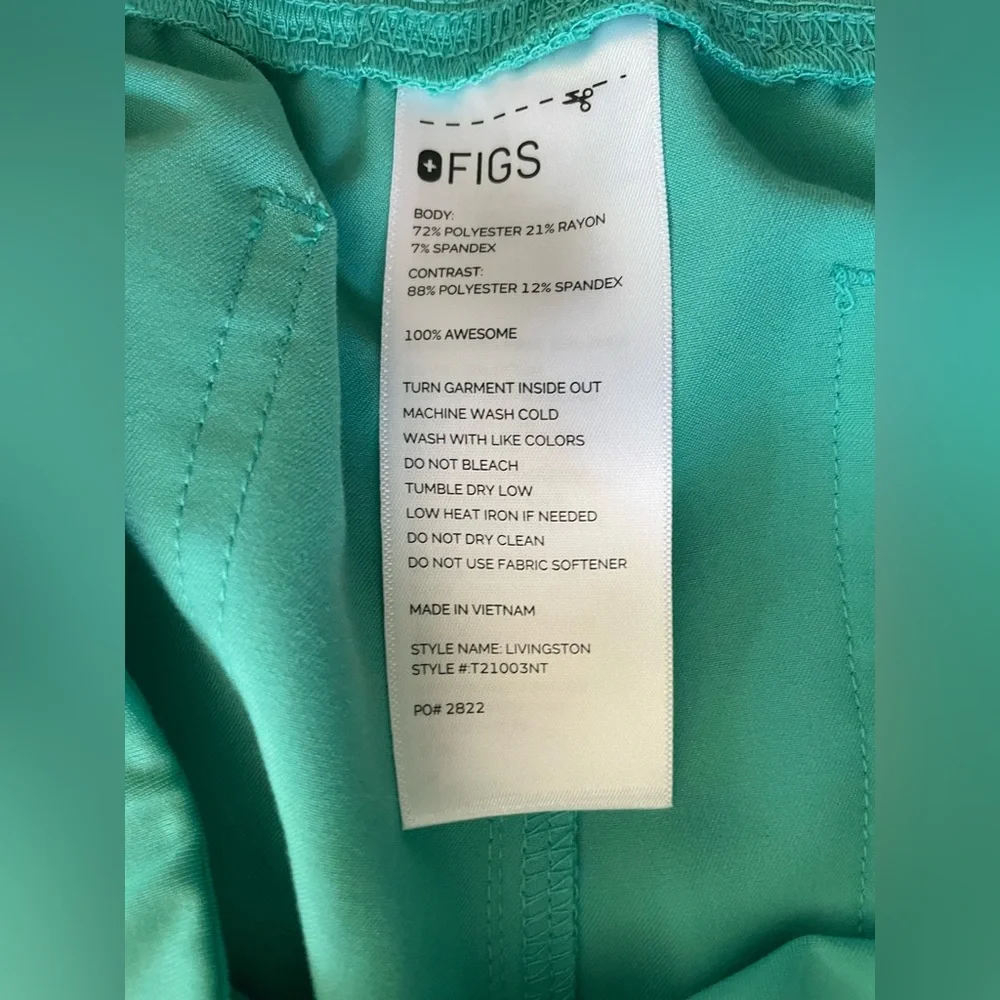 FIGS
BODY:
72% POLYESTER 21% RAYON
7% SPANDEX
CONTRAST:
88% POLYESTER 12% SPANDEX
100% AWESOME
TURN GARMENT INSIDE OUT
MACHINE WASH COLD
WASH WITH LIKE COLORS
DO NOT BLEACH
TUMBLE DRY LOW
LOW HEAT IRON IF NEEDED
DO NOT DRY CLEAN
DO NOT USE FABRIC SOFTENER
MADE IN VIETNAM
STYLE NAME: LIVINGSTON
STYLE #:T21003NT
PO# 2822